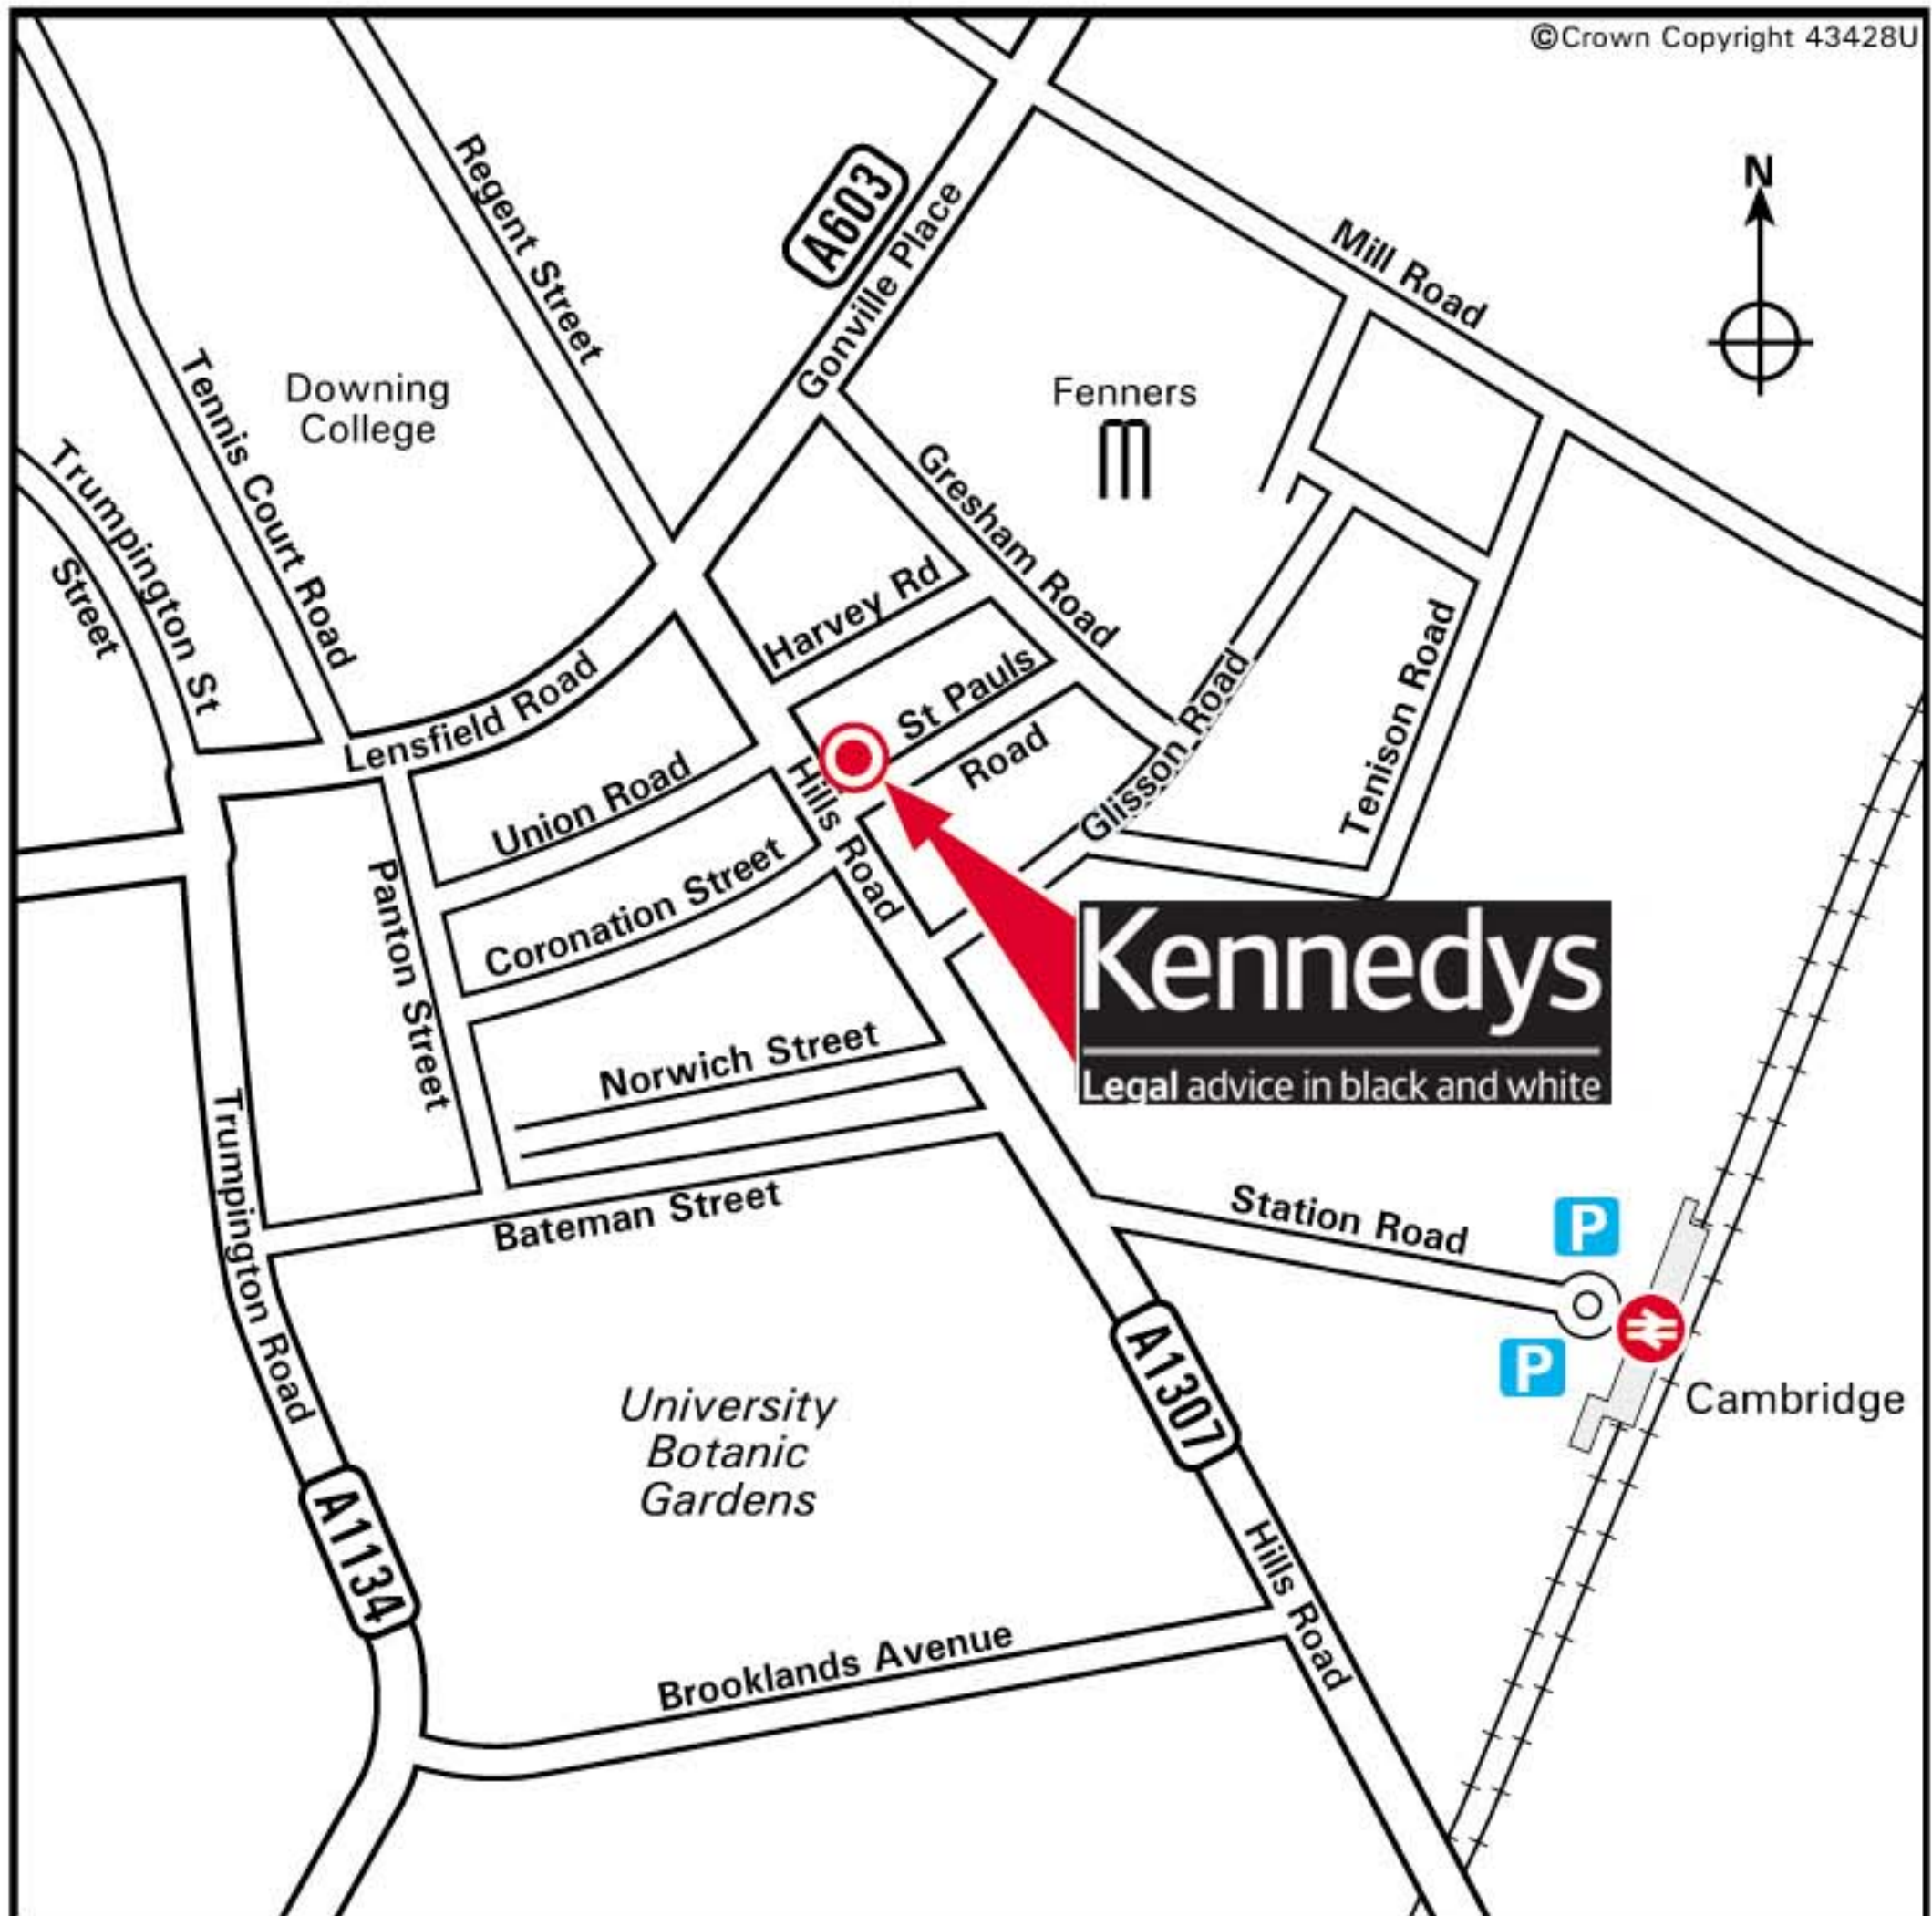 ©Crown Copyright 43428U
N
Regent Street
A603
Gonville Place
Mill Road
Tennis Court Road
Downing
College
Fenners
Trumpington St
Street
Gresham Road
Harvey Rd
St Pauls
Road
Glisson Road
Tenison Road
Lensfield Road
Union Road
Hills Road
Coronation Street
Panton Street
Kennedys
Legal advice in black and white
Norwich Street
Trumpington Road
Bateman Street
Station Road
P
P
A1307
Cambridge
University
Botanic
Gardens
A1134
Hills Road
Brooklands Avenue